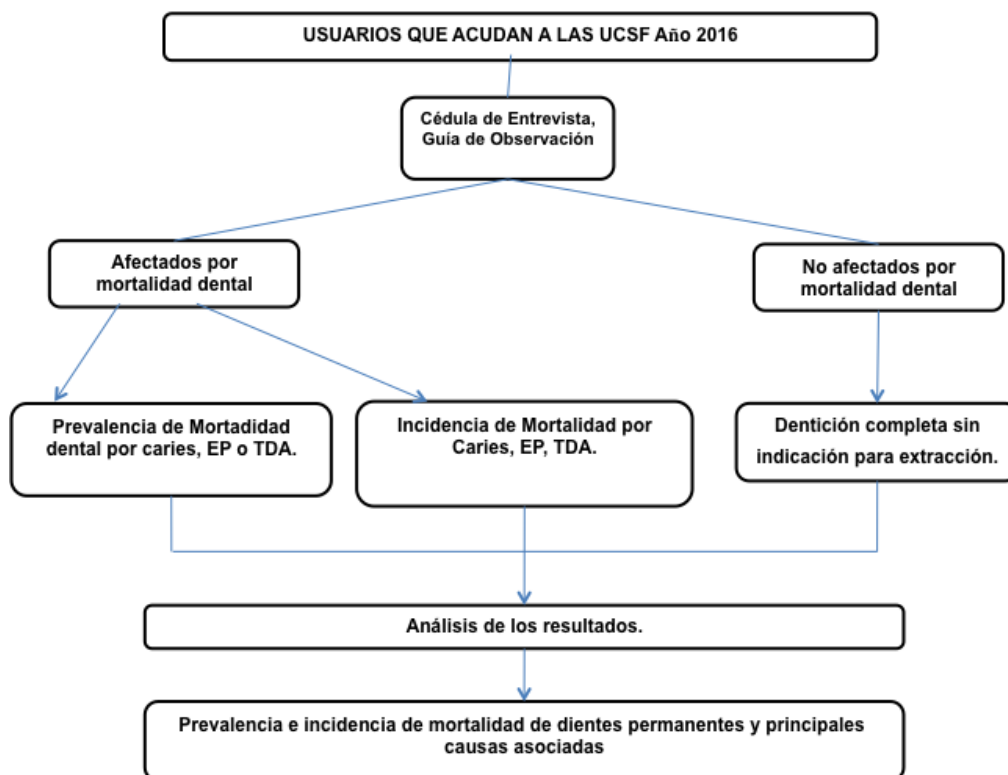 USUARIOS QUE ACUDAN A LAS UCSF Año 2016
Cédula de Entrevista,
Guía de Observación
Afectados por
mortalidad dental
No afectados por
mortalidad dental
Prevalencia de Mortadidad
dental por caries, EP o TDA.
Incidencia de Mortalidad por
Caries, EP, TDA.
Dentición completa sin
indicación para extracción.
Análisis de los resultados.
Prevalencia e incidencia de mortalidad de dientes permanentes y principales
causas asociadas